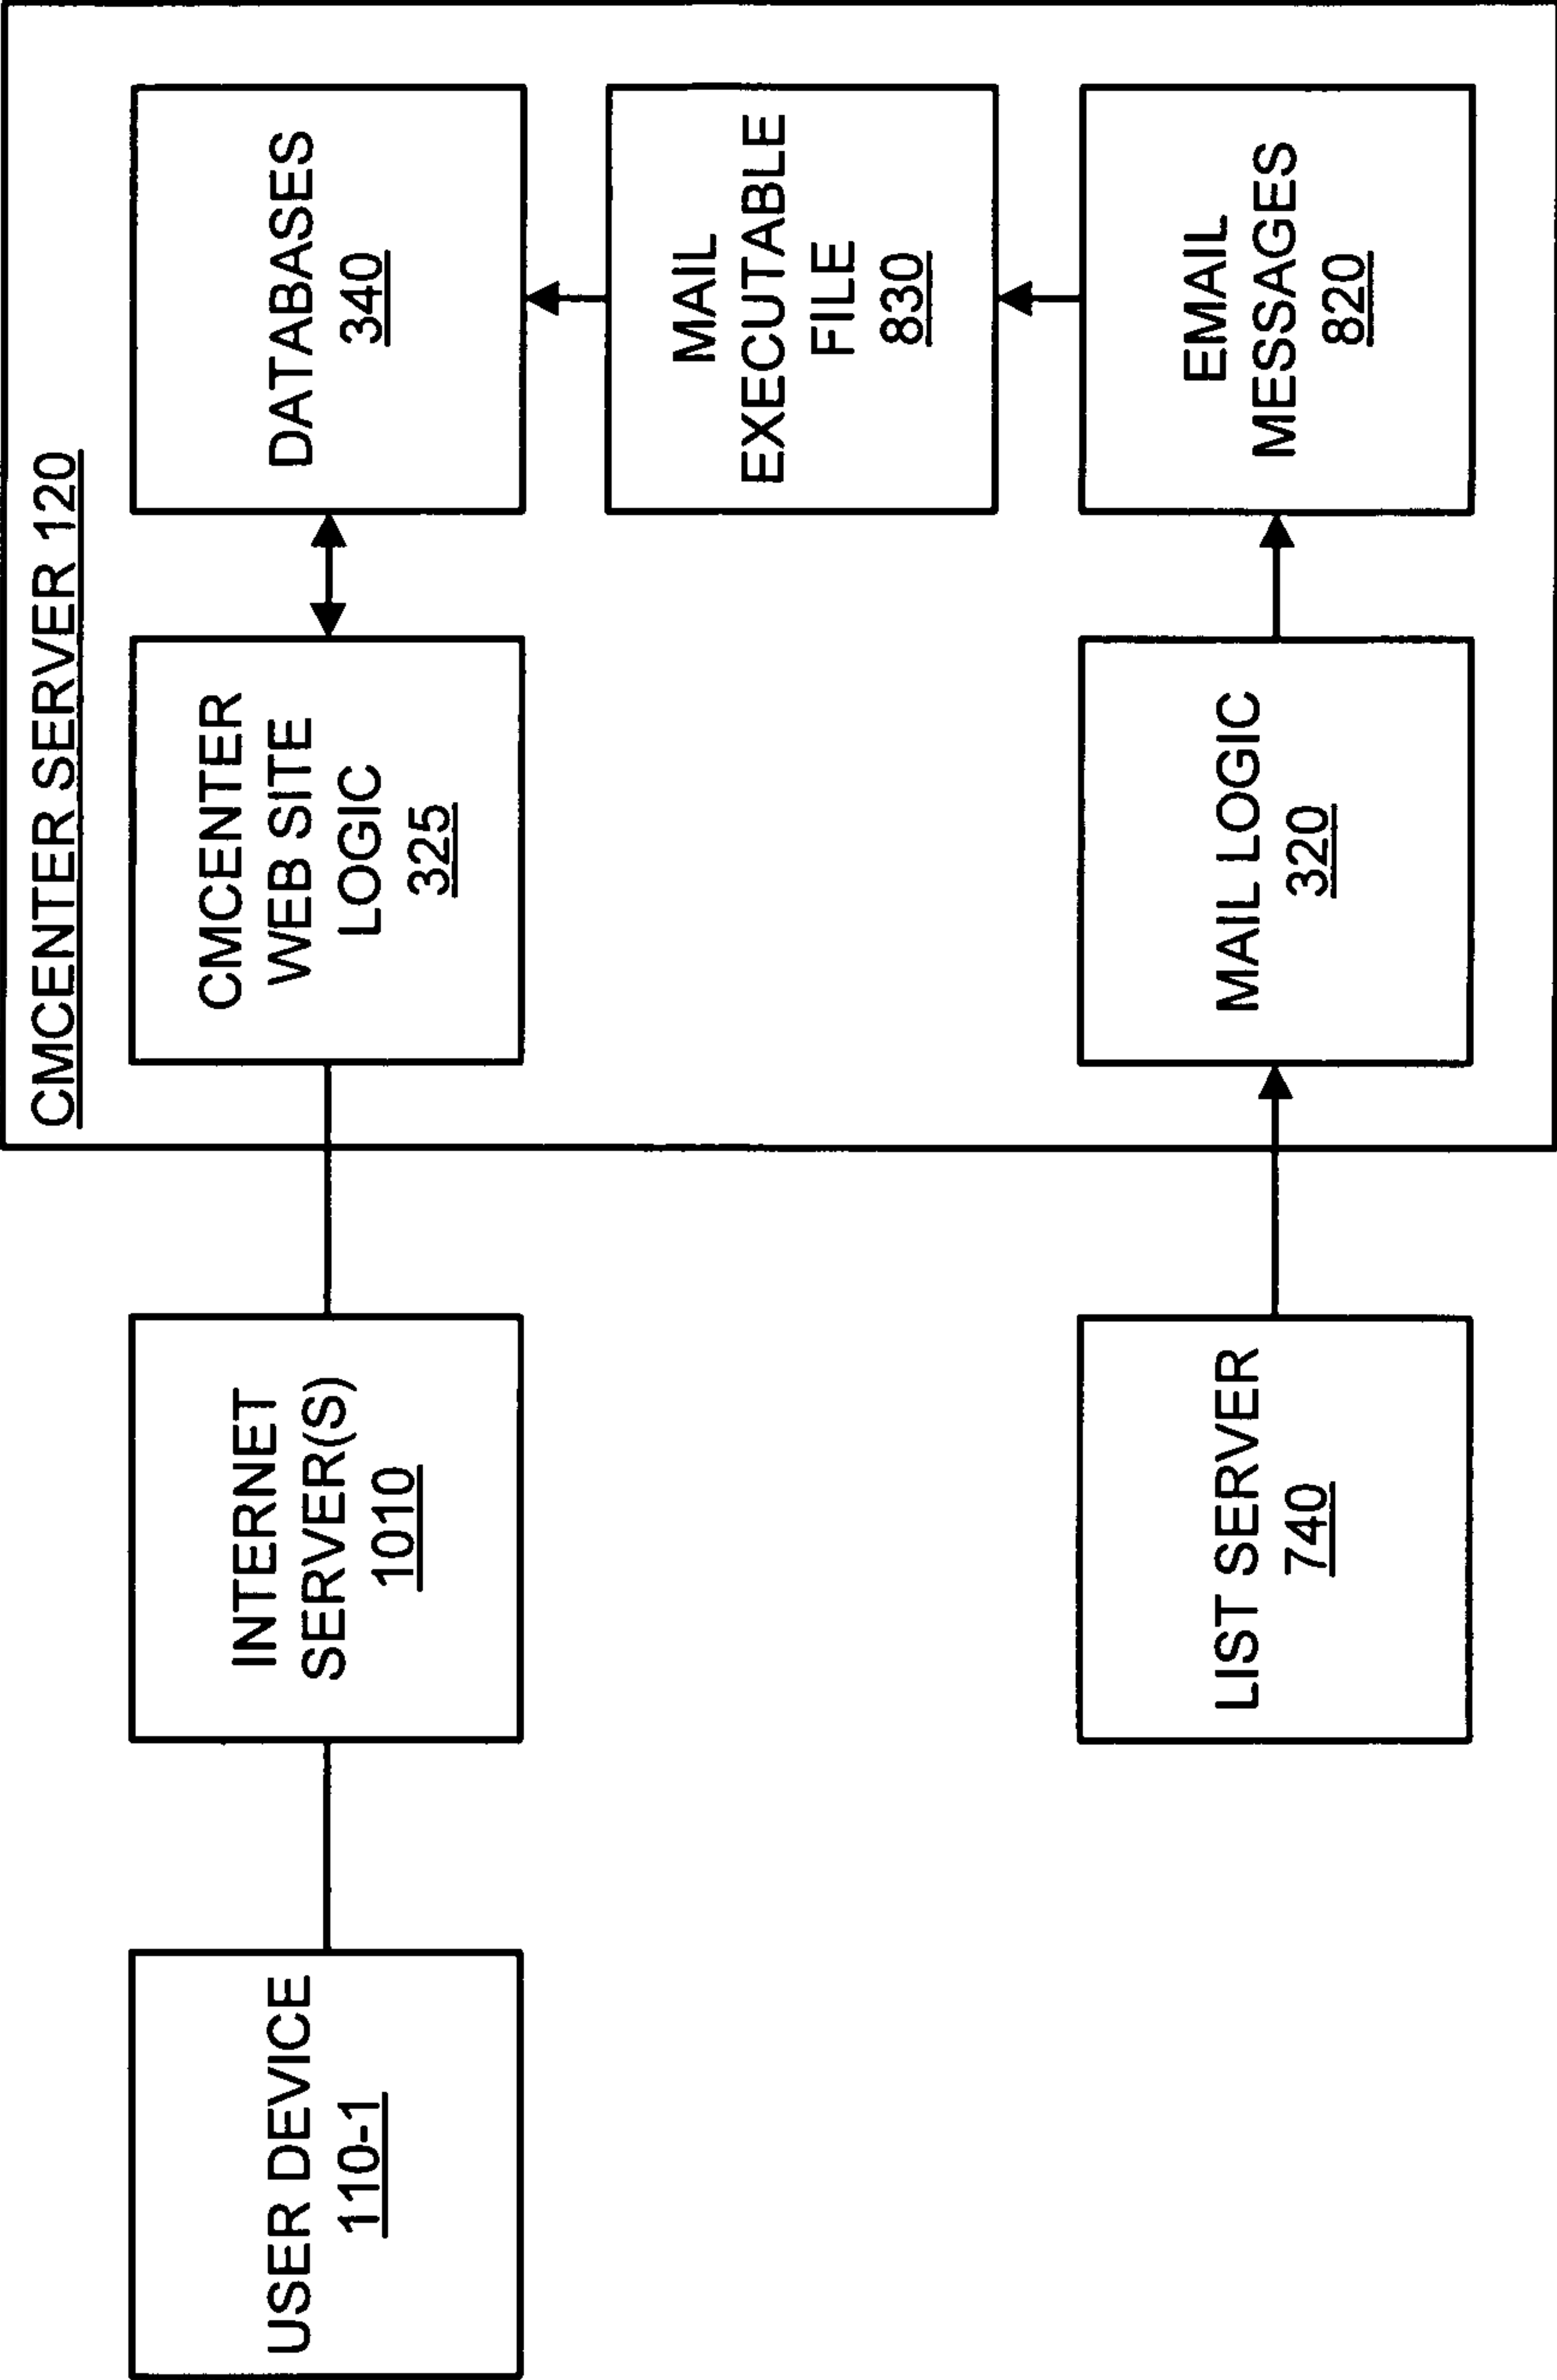 CMCENTER SERVER 120
USER DEVICE
110-1
INTERNET
SERVER(S)
1010
CMCENTER
WEB SITE
LOGIC
325
DATABASES
340
MAIL
EXECUTABLE
FILE
830
LIST SERVER
740
MAIL LOGIC
320
EMAIL
MESSAGES
820